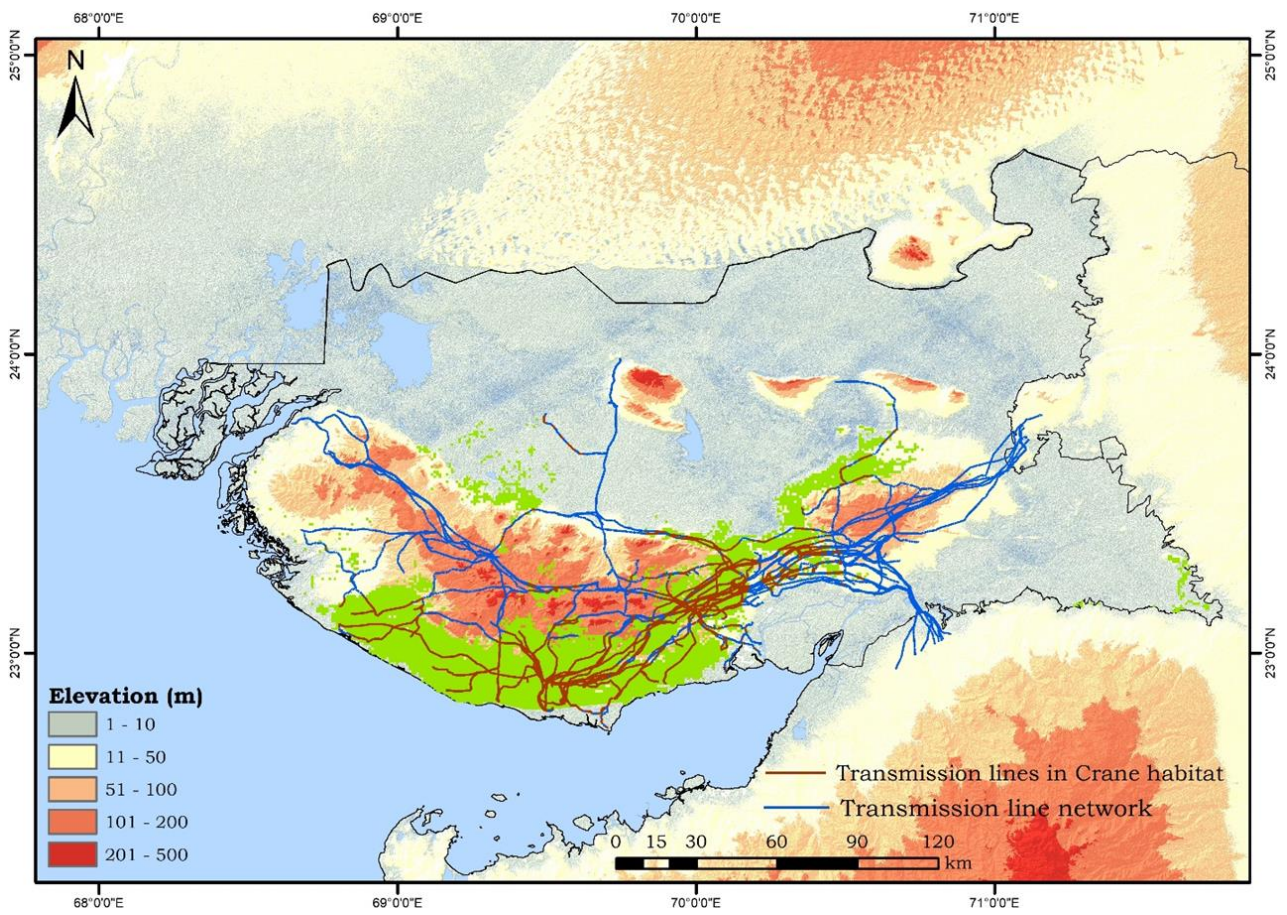 68°0'0"E 69°0'0"E 70°0'0"E 71°0'0"E
25°0'0"N 25°0'0"N
N
24°0'0"N 24°0'0"N
23°0'0"N 23°0'0"N
Elevation (m)
1 - 10
11 - 50
51 - 100
101 - 200
201 - 500
Transmission lines in Crane habitat
Transmission line network
0 15 30 60 90 120
km
68°0'0"E 69°0'0"E 70°0'0"E 71°0'0"E